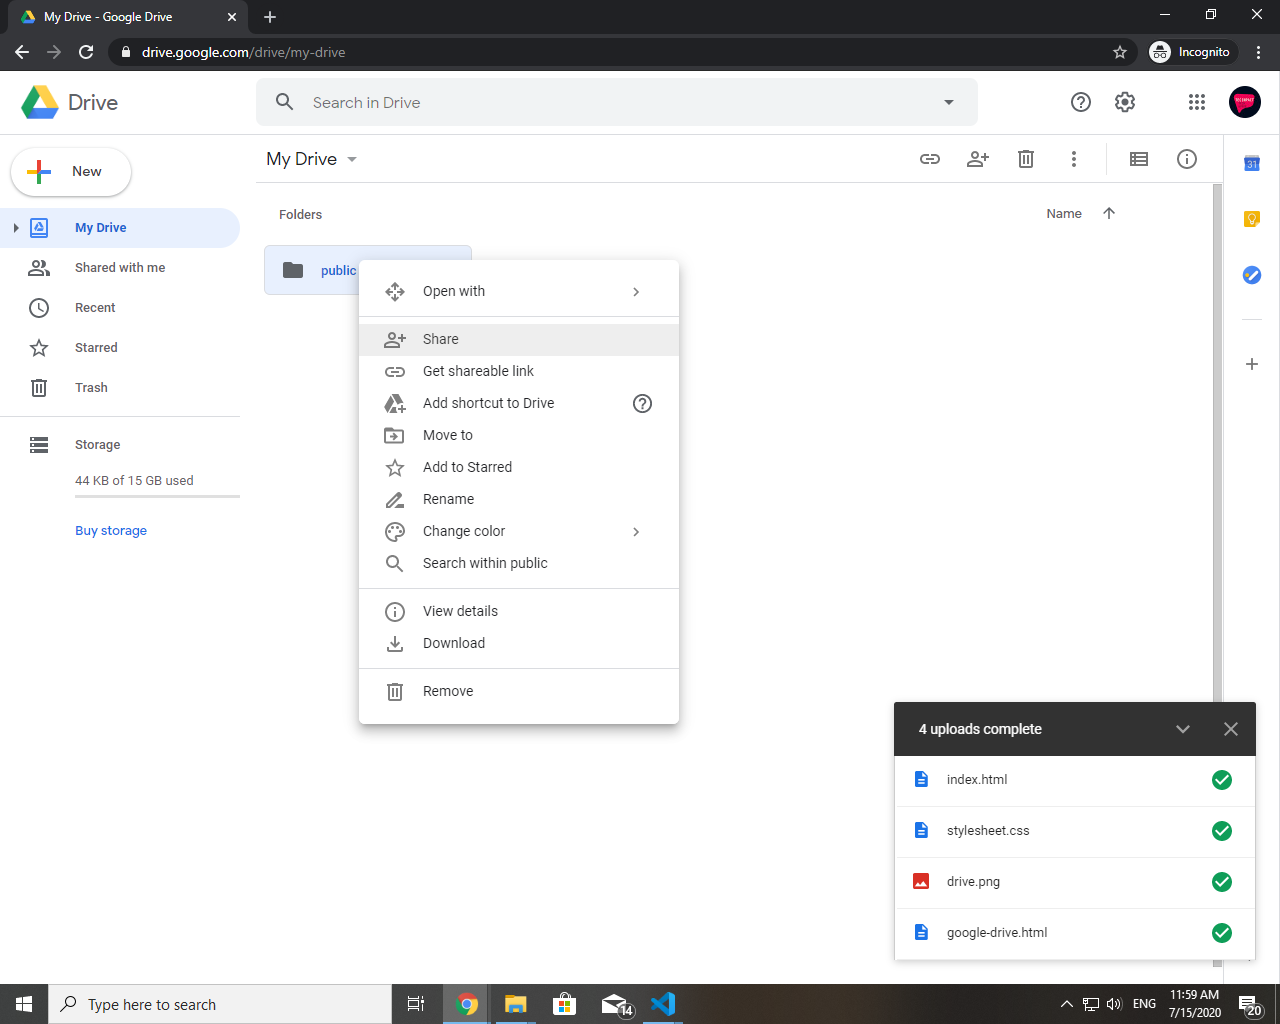 My Drive - Google Drive
drive.google.com/drive/my-drive
Incognito
Drive
Search in Drive
New
My Drive
Shared with me
Recent
Starred
Trash
Storage
44 KB of 15 GB used
Buy storage
My Drive
Folders
Name
public
Open with
Share
Get shareable link
Add shortcut to Drive
Move to
Add to Starred
Rename
Change color
Search within public
View details
Download
Remove
31
4 uploads complete
index.html
stylesheet.css
drive.png
google-drive.html
Type here to search
14
ENG
11:59 AM
7/15/2020
20